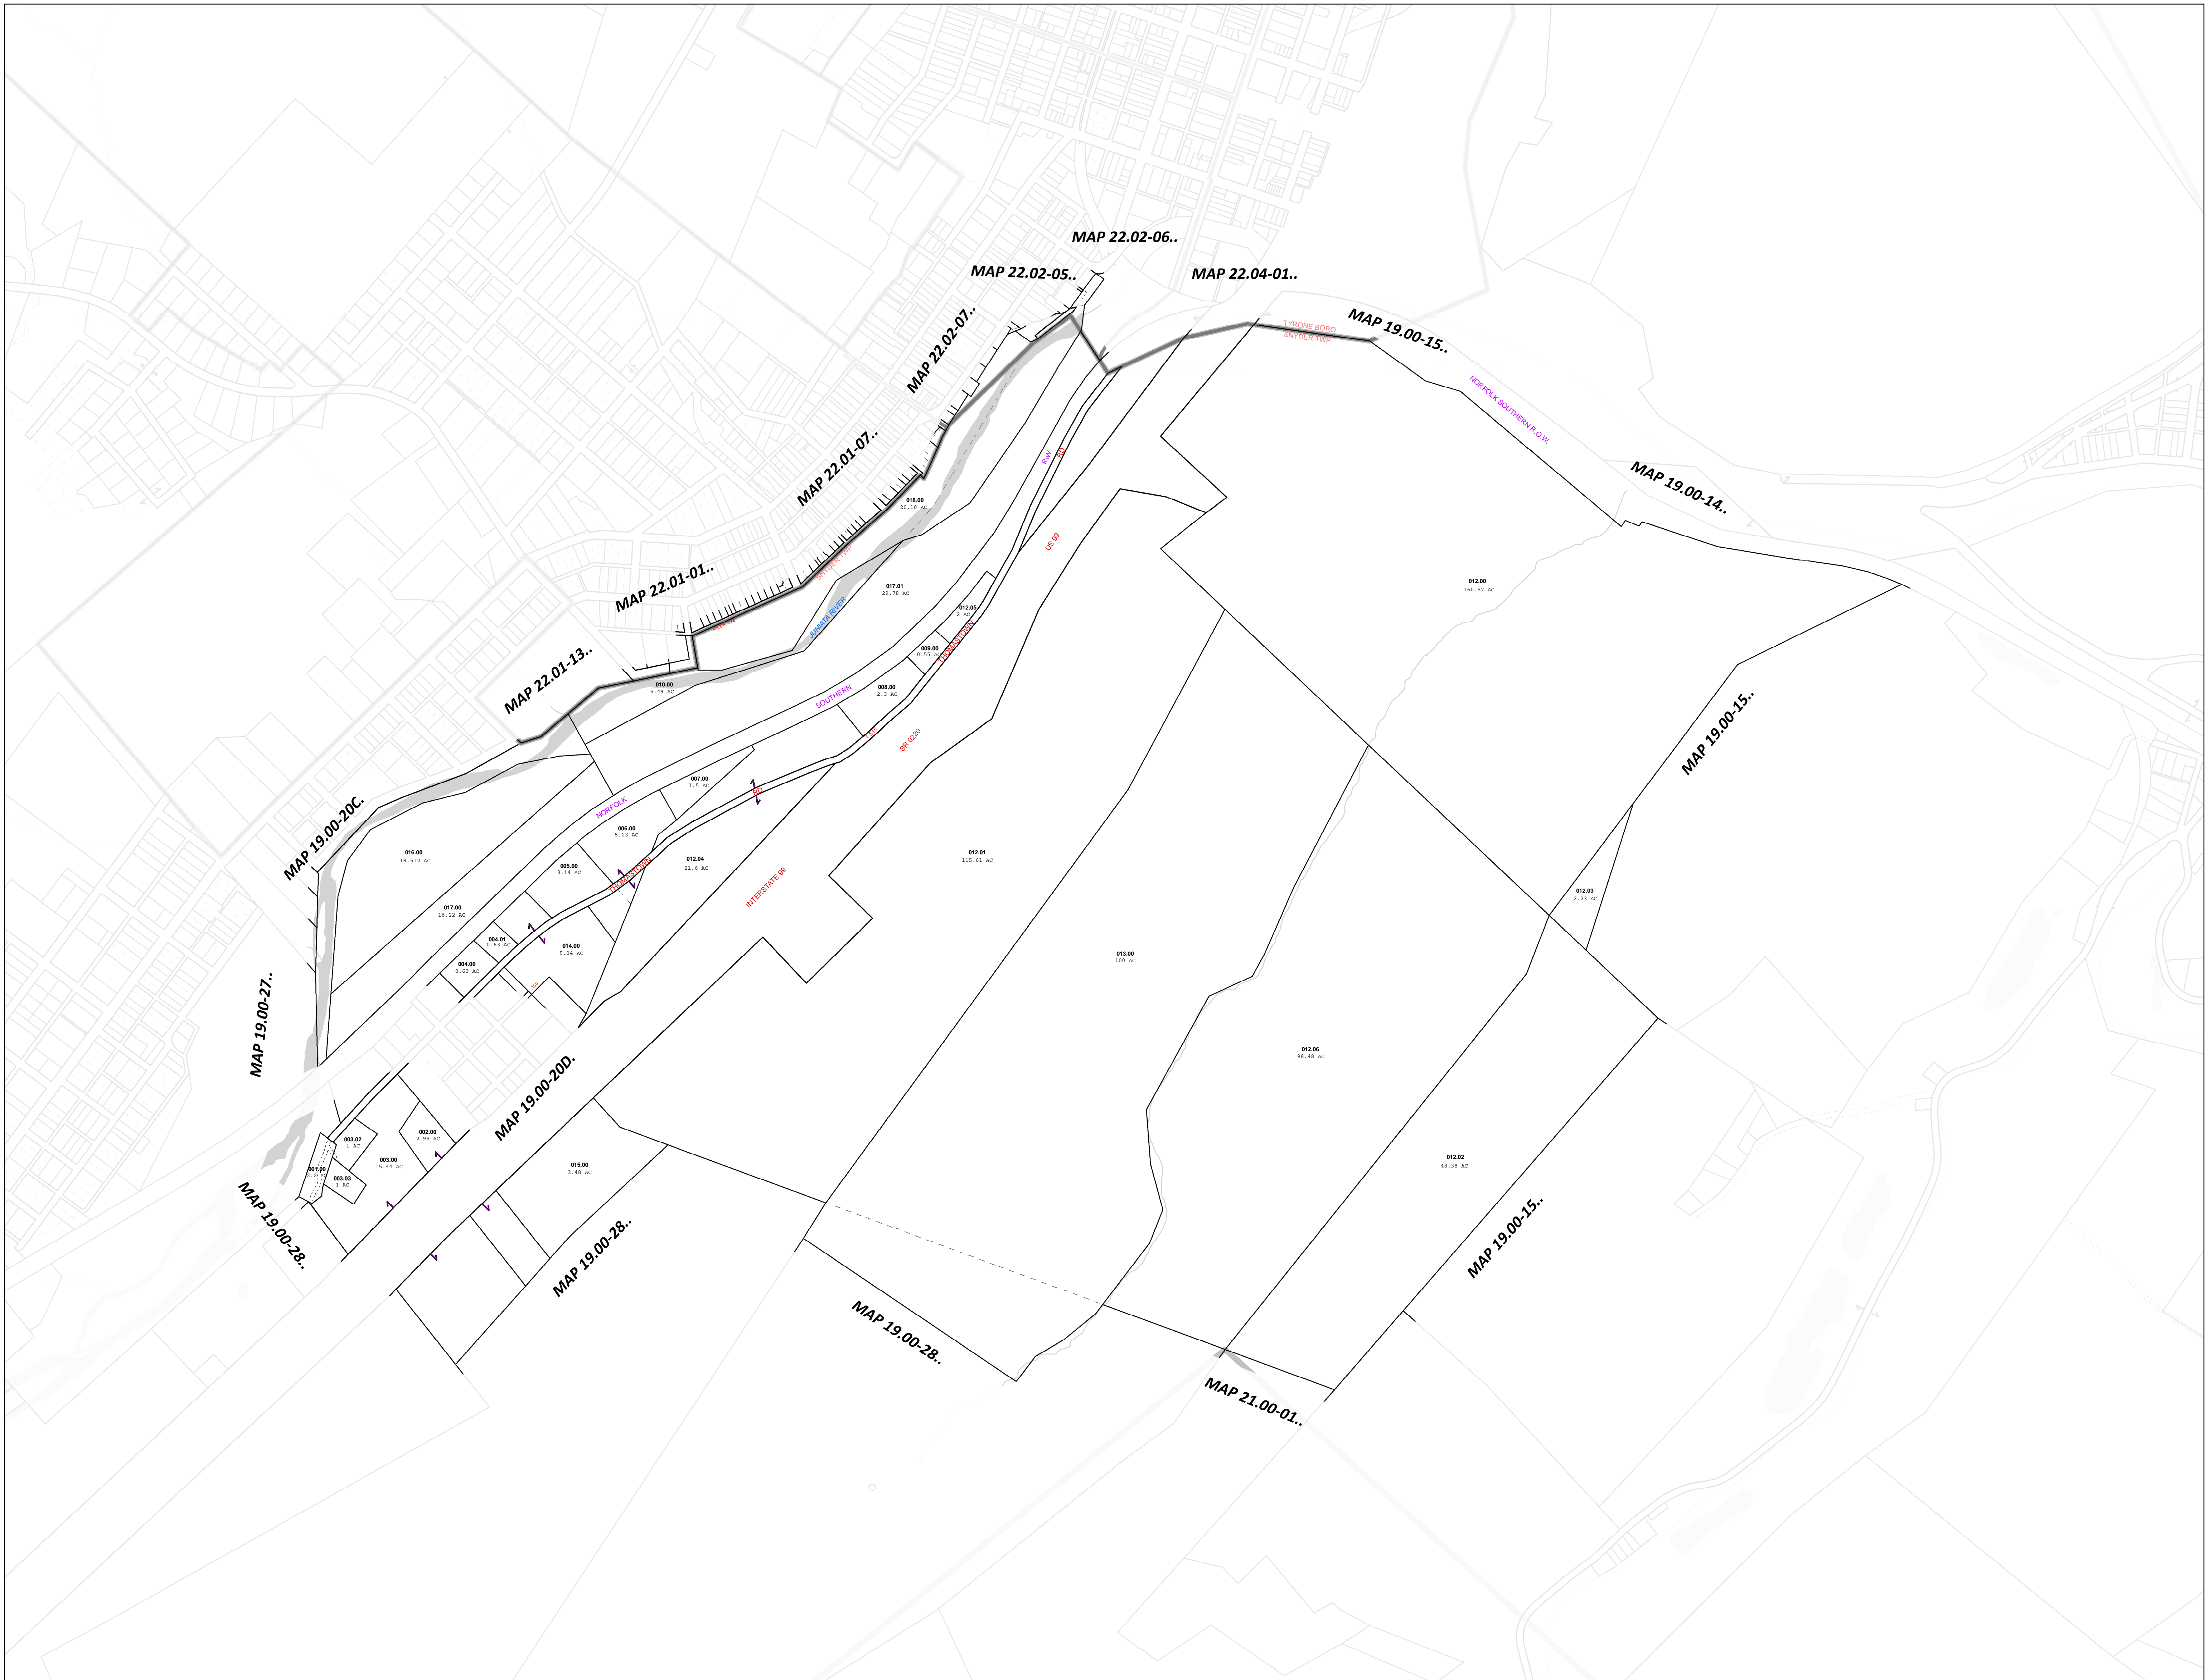 MAP 22.02-06..
MAP 22.02-05..
MAP 22.04-01..
MAP 22.02-07..
TYRONE BORO
SNYDER TWP
MAP 19.00-15..
NORFOLK SOUTHERN R.O.W.
MAP 22.01-07..
R/W
RD
MAP 19.00-14..
018.00
20.10 AC
US 99
SNYDER TWP
MAP 22.01-01..
017.01
29.78 AC
012.00
160.57 AC
JUNIATA RIVER
012.05
2 AC
THOMASTOWN
009.00
0.55 AC
MAP 22.01-13..
010.00
5.49 AC
008.00
2.3 AC
SOUTHERN
SR 0220
MAP 19.00-15..
007.00
1.5 AC
RD
NORFOLK
006.00
5.23 AC
MAP 19.00-20C.
016.00
18.512 AC
005.00
3.14 AC
THOMASTOWN
012.04
21.6 AC
012.01
115.61 AC
INTERSTATE 99
012.03
2.23 AC
017.00
16.22 AC
004.01
0.63 AC
014.00
5.04 AC
013.00
100 AC
004.00
0.63 AC
MAP 19.00-27..
012.06
98.48 AC
MAP 19.00-20D.
002.00
2.95 AC
003.02
1 AC
003.00
15.44 AC
015.00
3.48 AC
012.02
48.38 AC
001.00
003.03
1 AC
MAP 19.00-28..
MAP 19.00-28..
MAP 19.00-15..
MAP 19.00-28..
MAP 21.00-01..